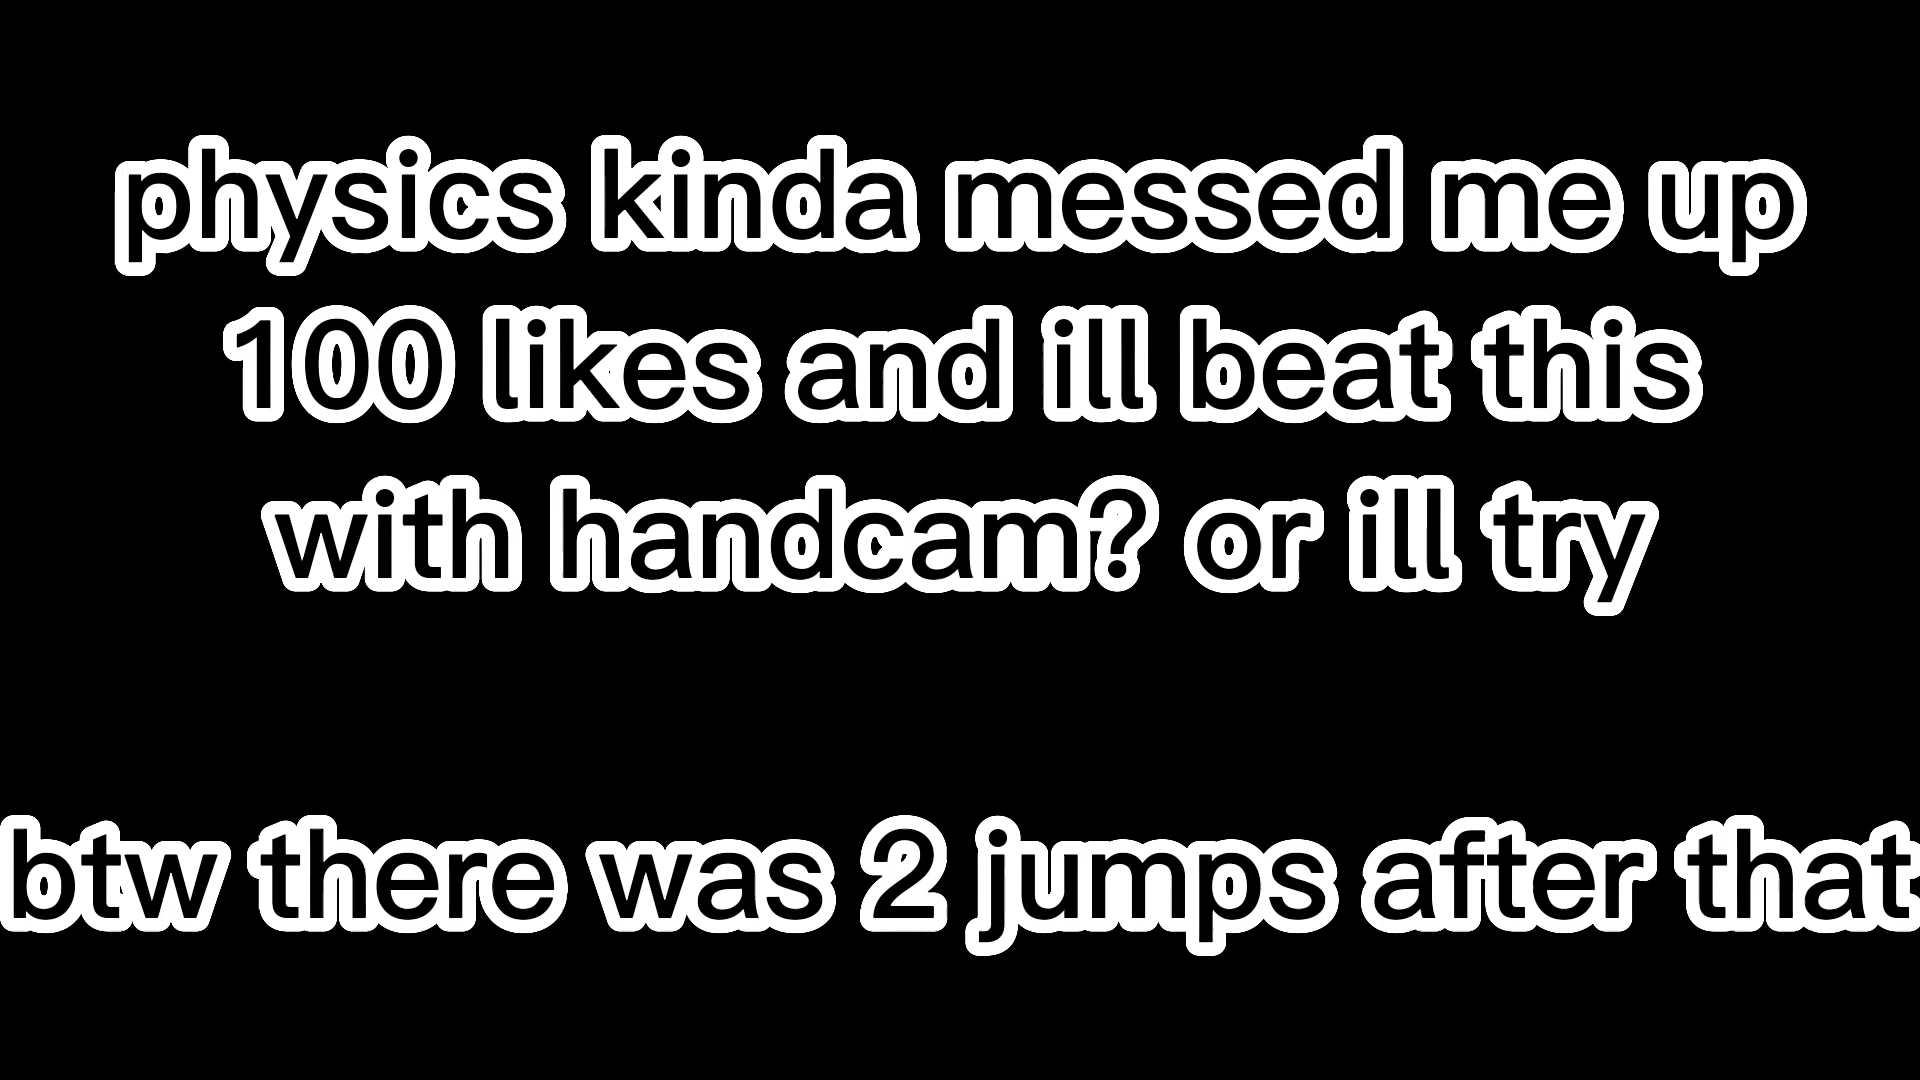 physics kinda messed me up
100 likes and ill beat this
with handcam? or ill try
btw there was 2 jumps after that